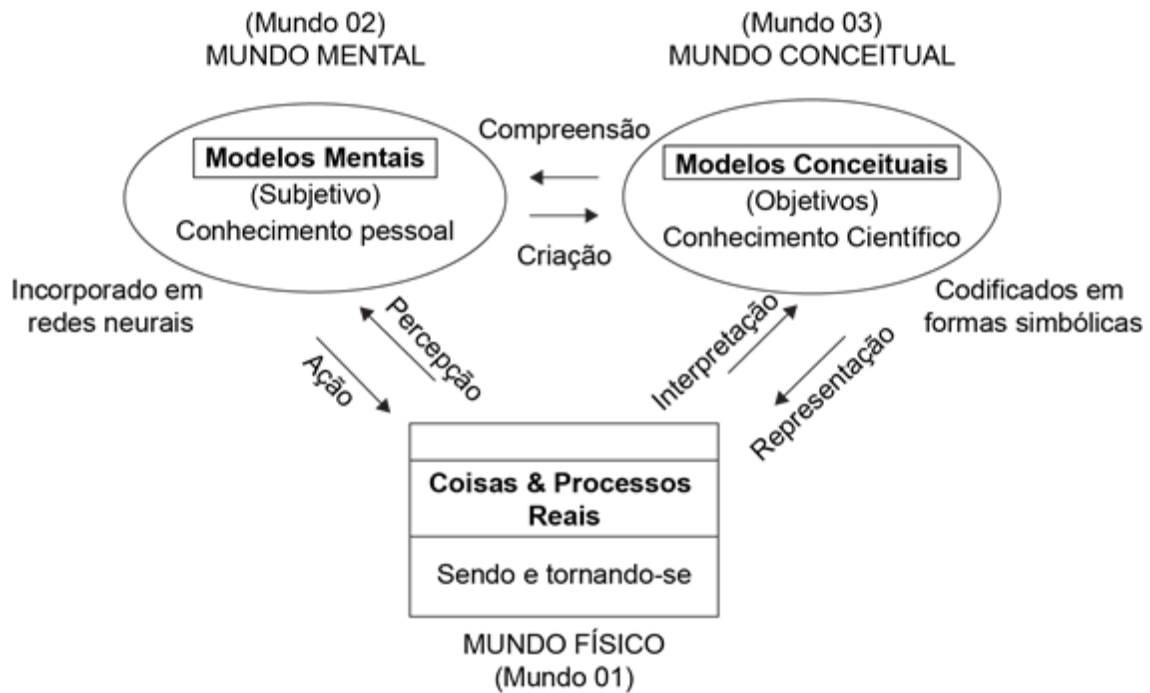 (Mundo 02)
MUNDO MENTAL
(Mundo 03)
MUNDO CONCEITUAL
Modelos Mentais
(Subjetivo)
Conhecimento pessoal
Compreensão
Criação
Modelos Conceituais
(Objetivos)
Conhecimento Científico
Incorporado em
redes neurais
Codificados em
formas simbólicas
Ação
Percepção
Interpretação
Representação
Coisas & Processos
Reais
Sendo e tornando-se
MUNDO FÍSICO
(Mundo 01)